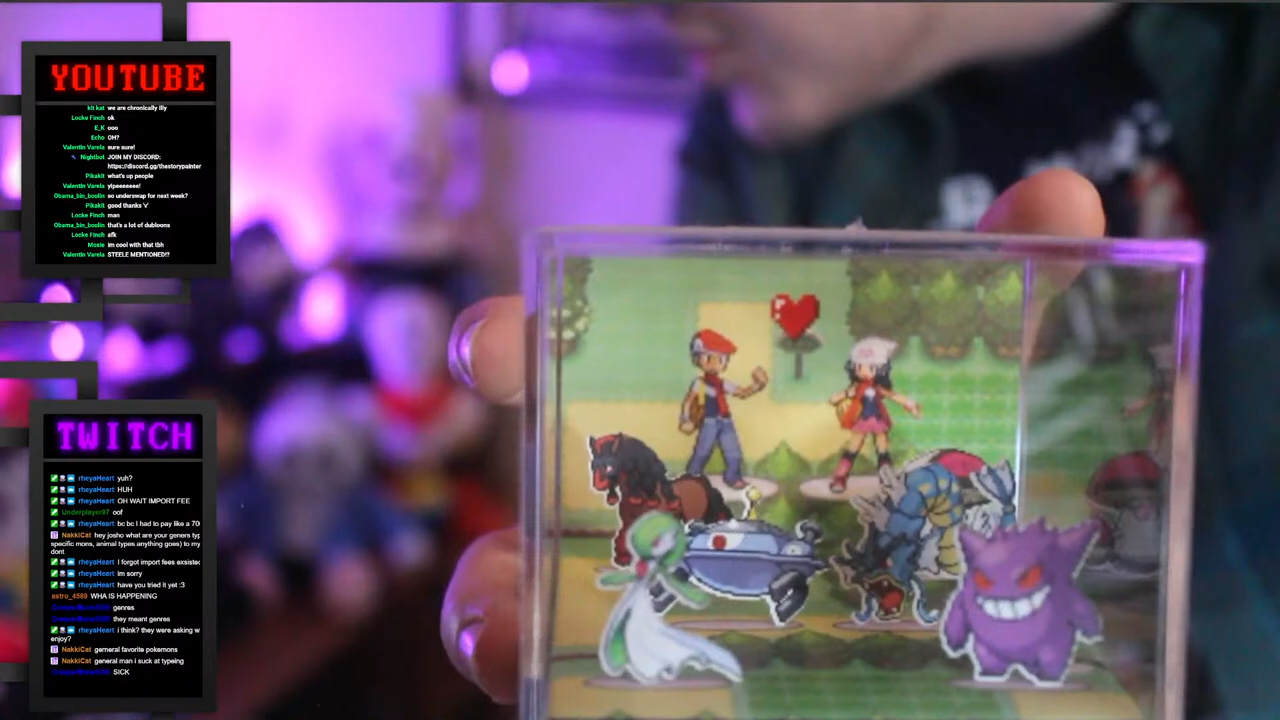 YOUTUBE
kit kat we are chronically illy
Locke Finch ok
E_K ooo
Echo OH?
Valentin Varela sure sure!
Nightbot JOIN MY DISCORD:
https://discord.gg/thestorypainter
Pikakit what's up people
Valentin Varela yipeeeeeee!
Obama_bin_boolin so underswap for next week?
Pikakit good thanks 'v'
Locke Finch man
Obama_bin_boolin that's a lot of dubloons
Locke Finch afk
Moxie im cool with that tbh
Valentin Varela STEELE MENTIONED!!!
TWITCH
rheyaHeart yuh?
rheyaHeart HUH
rheyaHeart OH WAIT IMPORT FEE
Underplayer97 oof
rheyaHeart bc bc I had to pay like a 70
NakkiCat hey josho what are your geners typ
specific mons, animal types anything goes) to my
dont
rheyaHeart I forgot import fees exsisted
rheyaHeart im sorry
rheyaHeart have you tried it yet :3
astro_4589 WHA IS HAPPENING
genres
they meant genres
rheyaHeart i think? they were asking w
enjoy?
NakkiCat gemeral favorite pokemons
NakkiCat general man i suck at typeing
SICK